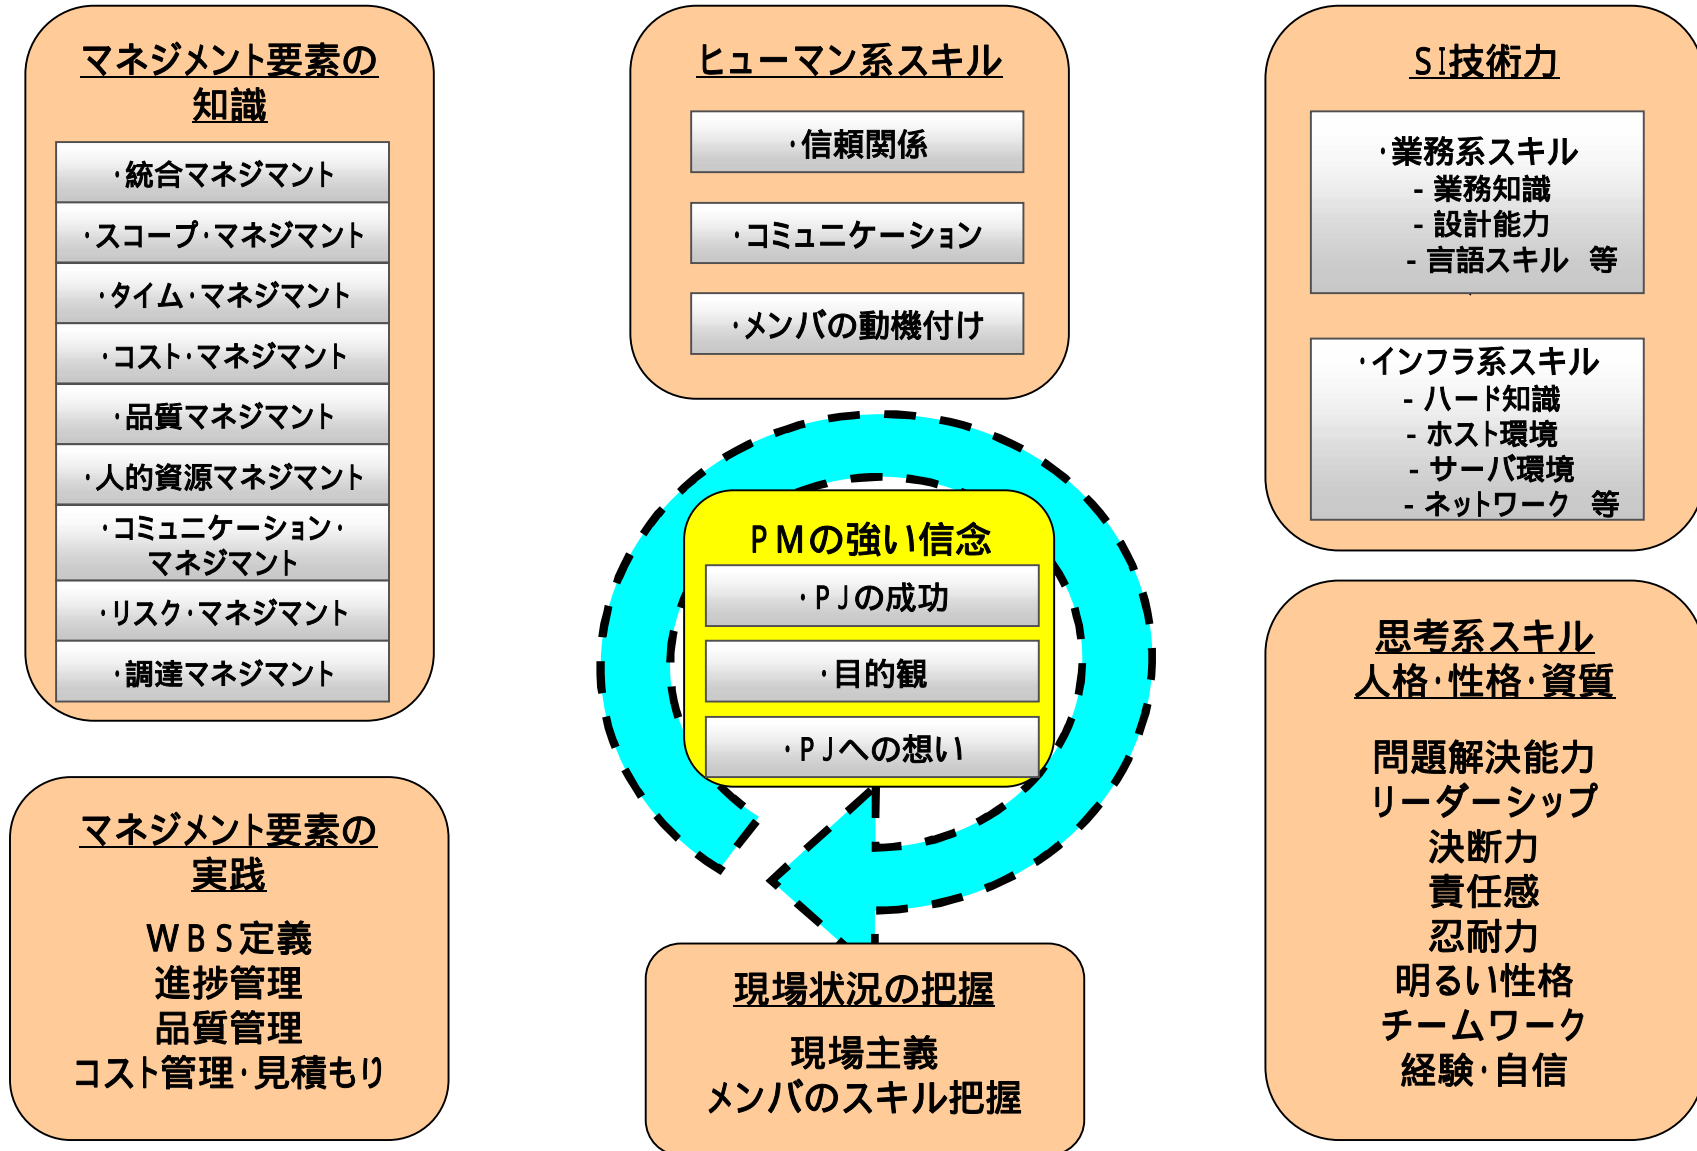 マネジメント要素の
知識
・統合マネジマント
・スコープ・マネジマント
・タイム・マネジマント
・コスト・マネジマント
・品質マネジマント
・人的資源マネジマント
・コミュニケーション・
マネジマント
・リスク・マネジマント
・調達マネジマント
マネジメント要素の
実践
ＷＢＳ定義
進捗管理
品質管理
コスト管理・見積もり
ヒューマン系スキル
・信頼関係
・コミュニケーション
・メンバの動機付け
ＰＭの強い信念
・ＰＪの成功
・目的観
・ＰＪへの想い
現場状況の把握
現場主義
メンバのスキル把握
ＳＩ技術力
・業務系スキル
- 業務知識
- 設計能力
- 言語スキル 等
・インフラ系スキル
- ハード知識
- ホスト環境
- サーバ環境
- ネットワーク 等
思考系スキル
人格・性格・資質
問題解決能力
リーダーシップ
決断力
責任感
忍耐力
明るい性格
チームワーク
経験・自信